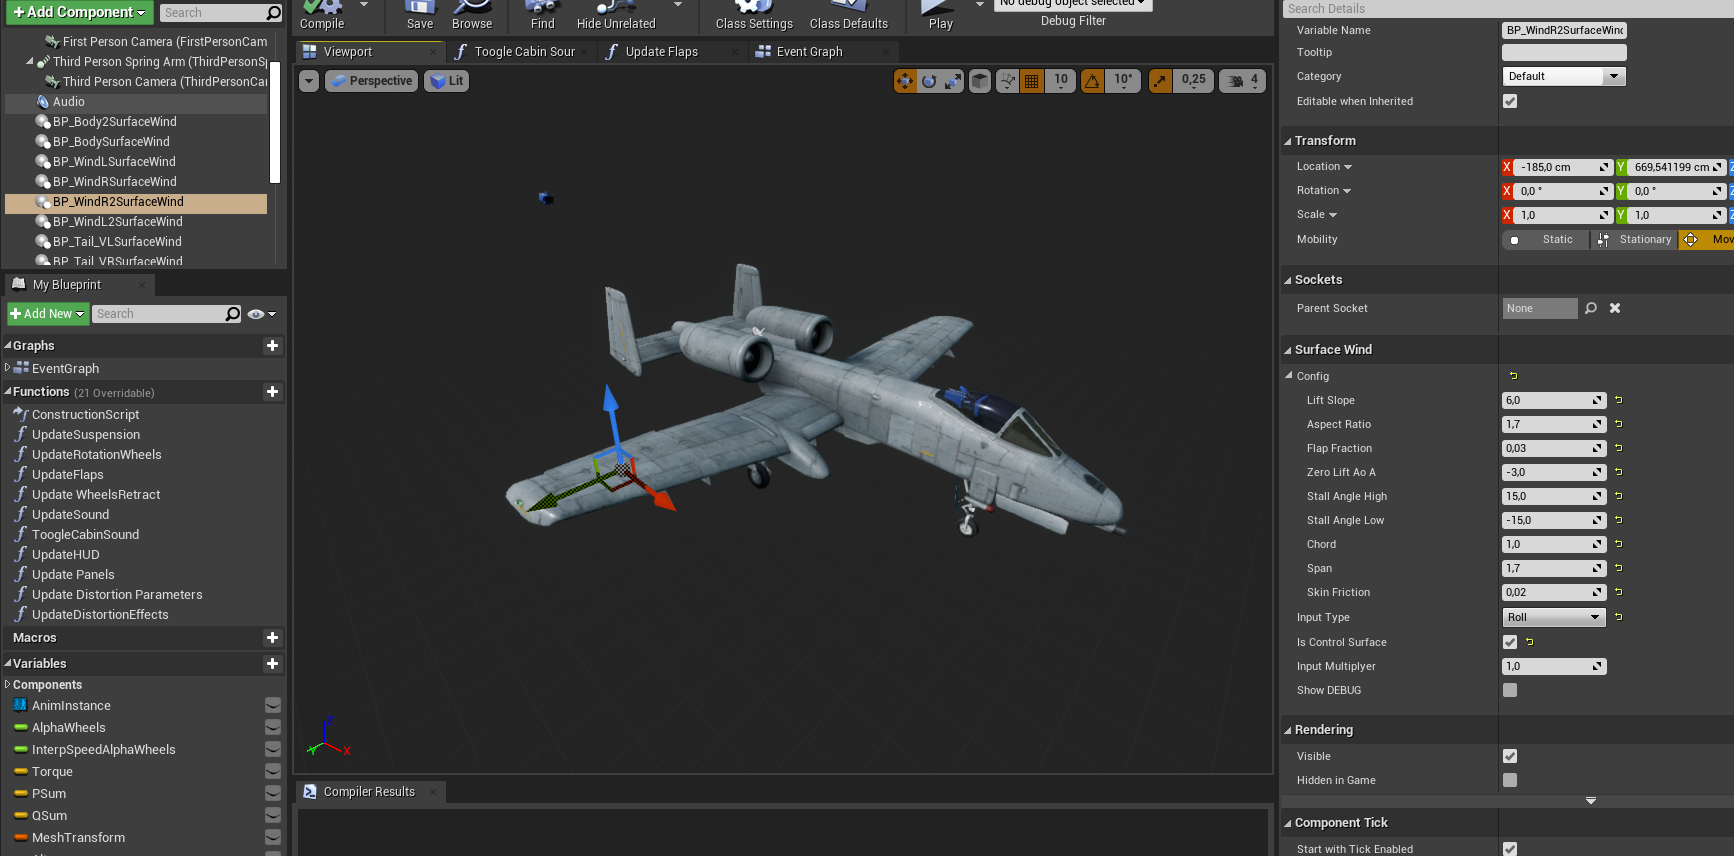 + Add Component
Search
First Person Camera (FirstPersonCam
Third Person Spring Arm (ThirdPersonSp
Third Person Camera (ThirdPersonCar
Audio
BP_Body2SurfaceWind
BP_BodySurfaceWind
BP_WindLSurfaceWind
BP_WindRSurfaceWind
BP_WindR2SurfaceWind
BP_WindL2SurfaceWind
BP_Tail_VLSurfaceWind
BP_Tail_VRSurfaceWind
My Blueprint
+ Add New
Search
Graphs
EventGraph
Functions (21 Overridable)
ConstructionScript
UpdateSuspension
UpdateRotationWheels
UpdateFlaps
Update WheelsRetract
UpdateSound
ToogleCabinSound
UpdateHUD
Update Panels
Update Distortion Parameters
UpdateDistortionEffects
Macros
Variables
Components
AnimInstance
AlphaWheels
InterpSpeedAlphaWheels
Torque
PSum
QSum
MeshTransform
Compile
Save
Browse
Find
Hide Unrelated
Class Settings
Class Defaults
Play
No debug object selected
Debug Filter
Viewport
Toogle Cabin Sour
Update Flaps
Event Graph
Perspective
Lit
10
10°
0,25
4
Z
Y
X
Compiler Results
Search Details
Variable Name
BP_WindR2SurfaceWind
Tooltip
Category
Default
Editable when Inherited
Transform
Location
X -185,0 cm
Y 669,541199 cm
Z
Rotation
X 0,0 °
Y 0,0 °
Z
Scale
X 1,0
Y 1,0
Z
Mobility
Static
Stationary
Mov
Sockets
Parent Socket
None
Surface Wind
Config
Lift Slope
6,0
Aspect Ratio
1,7
Flap Fraction
0,03
Zero Lift Ao A
-3,0
Stall Angle High
15,0
Stall Angle Low
-15,0
Chord
1,0
Span
1,7
Skin Friction
0,02
Input Type
Roll
Is Control Surface
Input Multiplyer
1,0
Show DEBUG
Rendering
Visible
Hidden in Game
Component Tick
Start with Tick Enabled